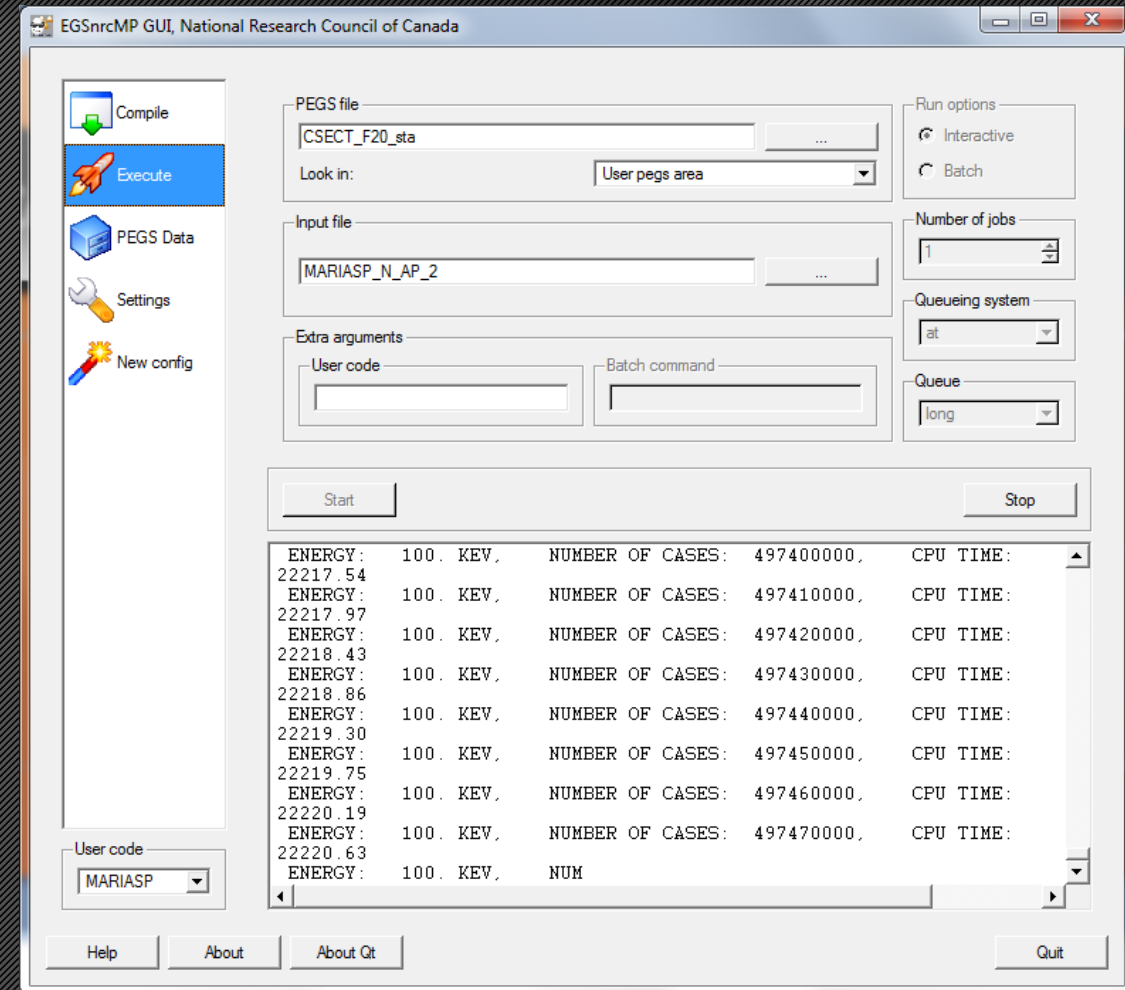 EGSnrcMP GUI, National Research Council of Canada
Compile
Execute
PEGS Data
Settings
New config
User code
MARIASP
PEGS file
CSECT_F20_sta
...
Look in:
User pegs area
Input file
MARIASP_N_AP_2
...
Extra arguments
User code
Batch command
Run options
Interactive
Batch
Number of jobs
1
Queueing system
at
Queue
long
Start
Stop
ENERGY: 100. KEV, NUMBER OF CASES: 497400000, CPU TIME:
22217.54
ENERGY: 100. KEV, NUMBER OF CASES: 497410000, CPU TIME:
22217.97
ENERGY: 100. KEV, NUMBER OF CASES: 497420000, CPU TIME:
22218.43
ENERGY: 100. KEV, NUMBER OF CASES: 497430000, CPU TIME:
22218.86
ENERGY: 100. KEV, NUMBER OF CASES: 497440000, CPU TIME:
22219.30
ENERGY: 100. KEV, NUMBER OF CASES: 497450000, CPU TIME:
22219.75
ENERGY: 100. KEV, NUMBER OF CASES: 497460000, CPU TIME:
22220.19
ENERGY: 100. KEV, NUMBER OF CASES: 497470000, CPU TIME:
22220.63
ENERGY: 100. KEV, NUM
Help
About
About Qt
Quit